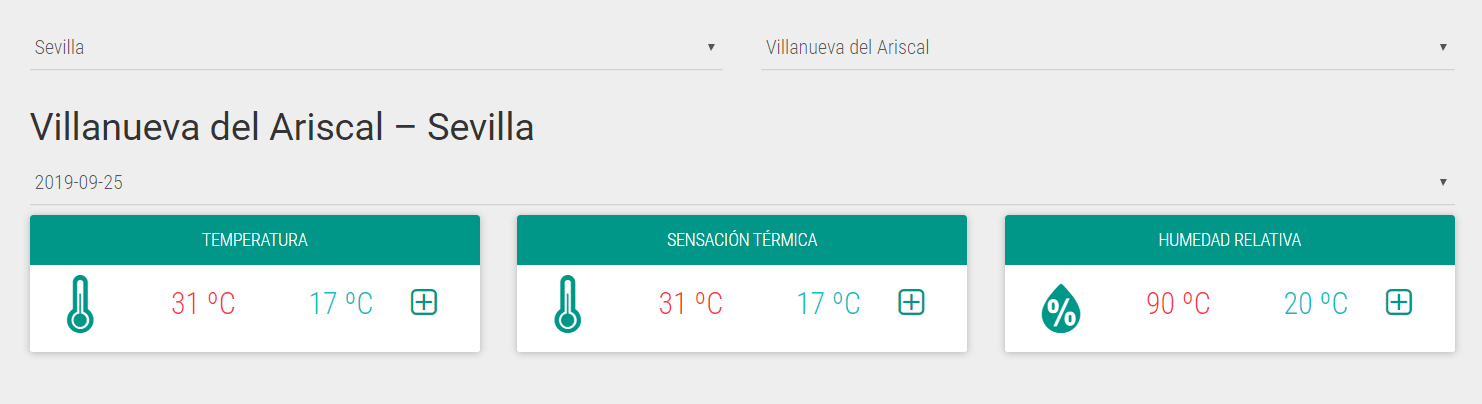 Sevilla ▼ Villanueva del Ariscal ▼
Villanueva del Ariscal – Sevilla
2019-09-25 ▼
TEMPERATURA
31 ºC 17 ºC
SENSACIÓN TÉRMICA
31 ºC 17 ºC
HUMEDAD RELATIVA
% 90 ºC 20 ºC